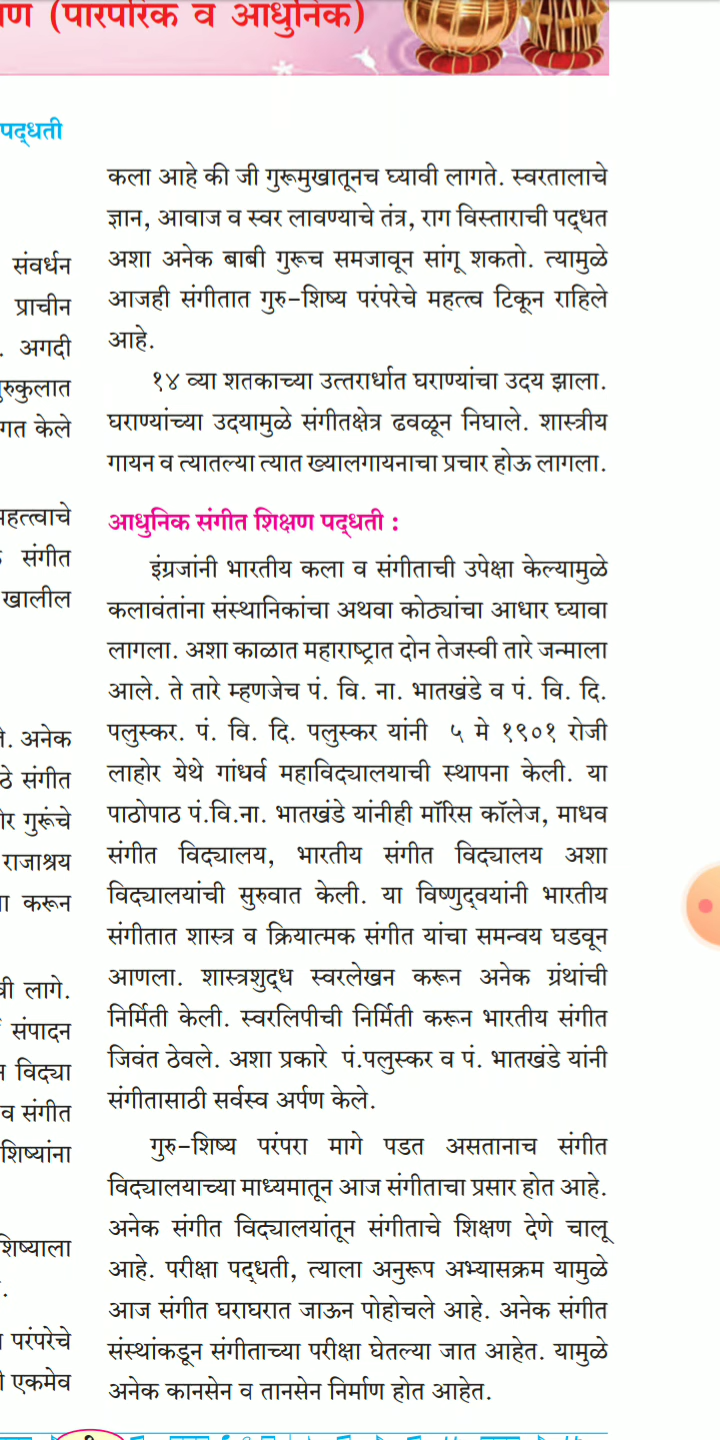 (पारंपरिक व आधुनिक)
पद्धती
संवर्धन
प्राचीन
. अगदी
गत केले
संगीत
खालील
. अनेक
संगीत
गुरूंचे
राजाश्रय
करून
लागे.
संपादन
विद्या
व संगीत
शिष्यांना
शिष्याला
.
परंपरेचे
एकमेव
कला आहे की जी गुरूमुखातूनच घ्यावी लागते. स्वरतालाचे
ज्ञान, आवाज व स्वर लावण्याचे तंत्र, राग विस्ताराची पद्धत
अशा अनेक बाबी गुरूच समजावून सांगू शकतो. त्यामुळे
आजही संगीतात गुरु-शिष्य परंपरेचे महत्त्व टिकून राहिले
आहे.
१४ व्या शतकाच्या उत्तरार्धात घराण्यांचा उदय झाला.
घराण्यांच्या उदयामुळे संगीतक्षेत्र ढवळून निघाले. शास्त्रीय
गायन व त्यातल्या त्यात ख्यालगायनाचा प्रचार होऊ लागला.
आधुनिक संगीत शिक्षण पद्धती :
इंग्रजांनी भारतीय कला व संगीताची उपेक्षा केल्यामुळे
कलावंतांना संस्थानिकांचा अथवा कोठ्यांचा आधार घ्यावा
लागला. अशा काळात महाराष्ट्रात दोन तेजस्वी तारे जन्माला
आले. ते तारे म्हणजेच पं. वि. ना. भातखंडे व पं. वि. दि.
पलुस्कर. पं. वि. दि. पलुस्कर यांनी ५ मे १९०१ रोजी
लाहोर येथे गांधर्व महाविद्यालयाची स्थापना केली. या
पाठोपाठ पं.वि.ना. भातखंडे यांनीही मॉरिस कॉलेज, माधव
संगीत विद्यालय, भारतीय संगीत विद्यालय अशा
विद्यालयांची सुरुवात केली. या विष्णुद्वयांनी भारतीय
संगीतात शास्त्र व क्रियात्मक संगीत यांचा समन्वय घडवून
आणला. शास्त्रशुद्ध स्वरलेखन करून अनेक ग्रंथांची
निर्मिती केली. स्वरलिपीची निर्मिती करून भारतीय संगीत
जिवंत ठेवले. अशा प्रकारे पं.पलुस्कर व पं. भातखंडे यांनी
संगीतासाठी सर्वस्व अर्पण केले.
गुरु-शिष्य परंपरा मागे पडत असतानाच संगीत
विद्यालयाच्या माध्यमातून आज संगीताचा प्रसार होत आहे.
अनेक संगीत विद्यालयांतून संगीताचे शिक्षण देणे चालू
आहे. परीक्षा पद्धती, त्याला अनुरूप अभ्यासक्रम यामुळे
आज संगीत घराघरात जाऊन पोहोचले आहे. अनेक संगीत
संस्थांकडून संगीताच्या परीक्षा घेतल्या जात आहेत. यामुळे
अनेक कानसेन व तानसेन निर्माण होत आहेत.